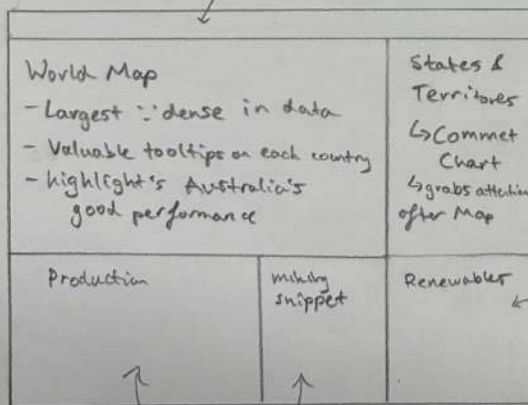 World Map
- Largest ∵ dense in data
- Valuable tooltips on each country
- highlight's Australia's
good performance
States &
Territores
↳ Commet
Chart
↳ grabs attention
after Map
Production
mining
snippet
Renewables